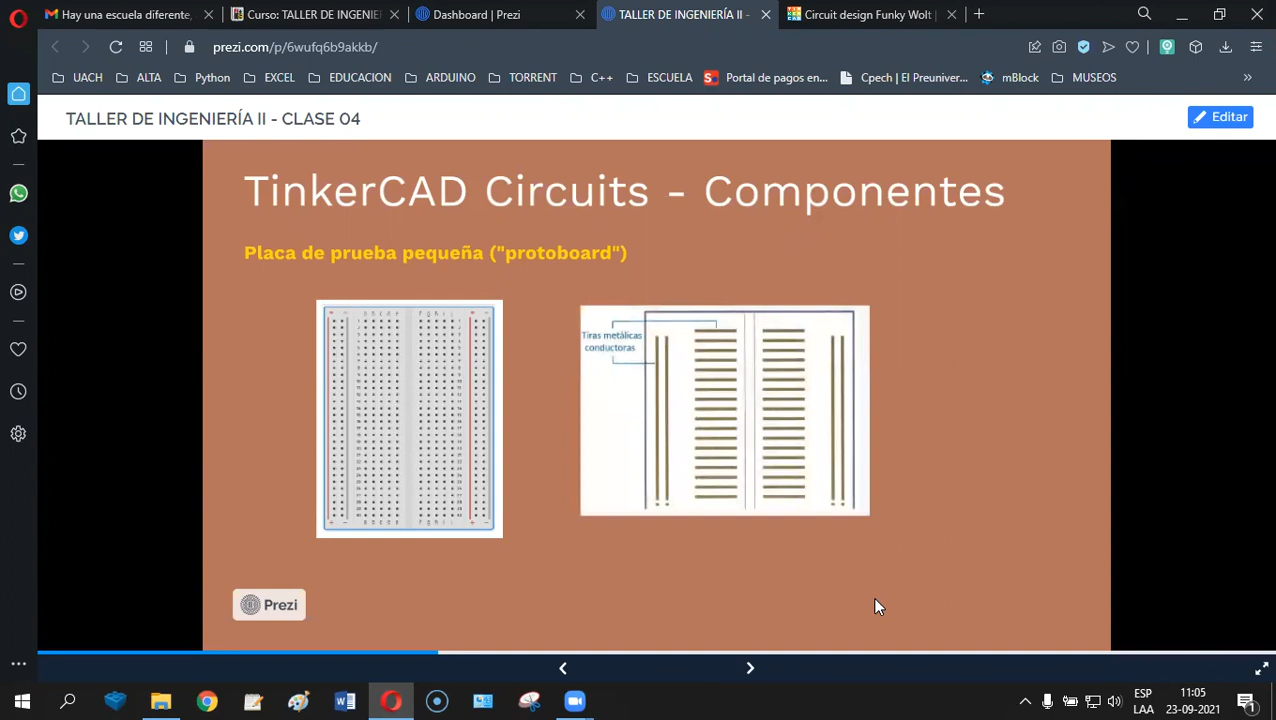 Hay una escuela diferente,
Curso: TALLER DE INGENIER
Dashboard | Prezi
TALLER DE INGENIERÍA II -
Circuit design Funky Wolt |
prezi.com/p/6wufq6b9akkb/
UACH
ALTA
Python
EXCEL
EDUCACION
ARDUINO
TORRENT
C++
ESCUELA
Portal de pagos en...
Cpech | El Preuniver...
mBlock
MUSEOS
TALLER DE INGENIERÍA II - CLASE 04
Editar
TinkerCAD Circuits - Componentes
Placa de prueba pequeña ("protoboard")
Tiras metálicas
conductoras
Prezi
ESP
LAA
11:05
23-09-2021
1